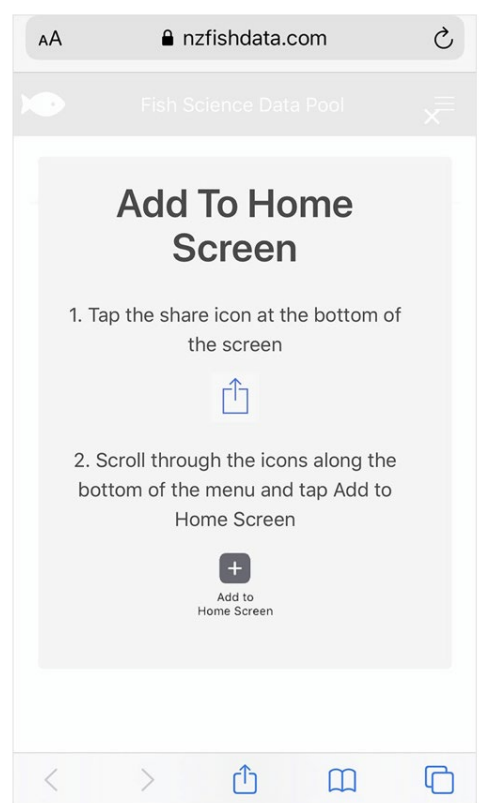 AA nzfishdata.com
Fish Science Data Pool
Add To Home
Screen
1. Tap the share icon at the bottom of
the screen
2. Scroll through the icons along the
bottom of the menu and tap Add to
Home Screen
Add to
Home Screen